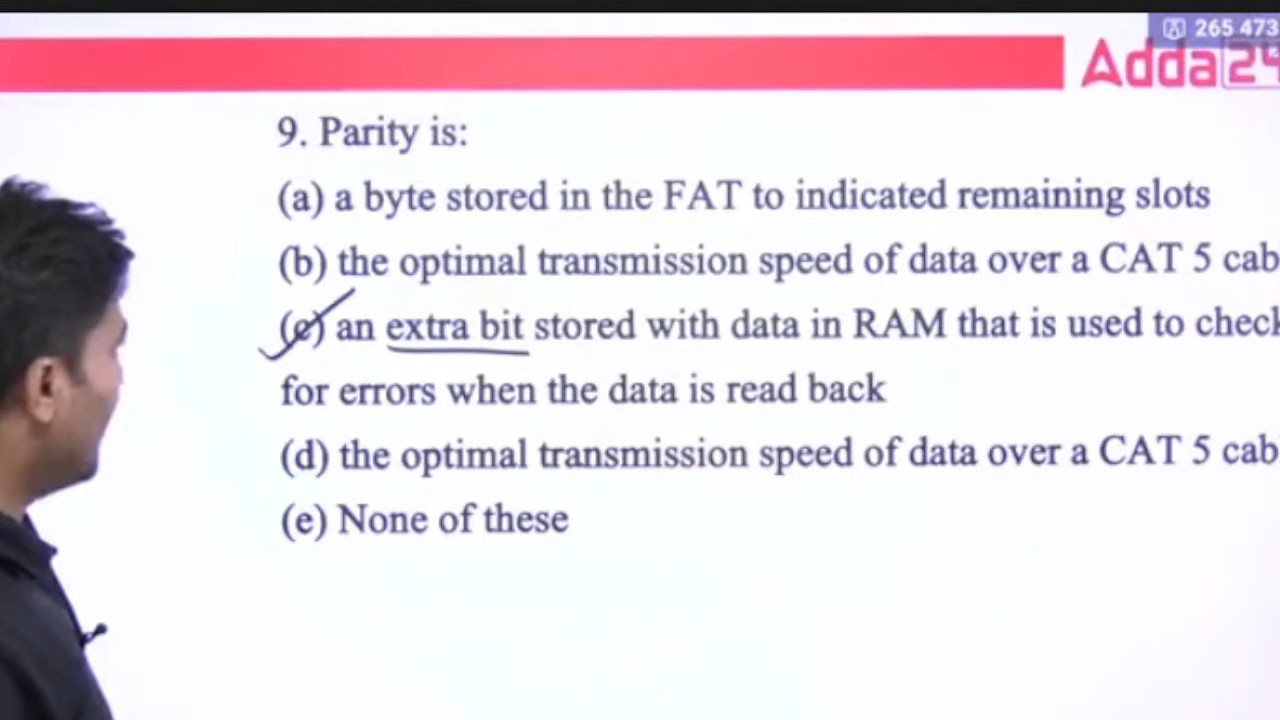 265 473
Adda24
9. Parity is:
(a) a byte stored in the FAT to indicated remaining slots
(b) the optimal transmission speed of data over a CAT 5 cab
(c) an extra bit stored with data in RAM that is used to check
for errors when the data is read back
(d) the optimal transmission speed of data over a CAT 5 cab
(e) None of these